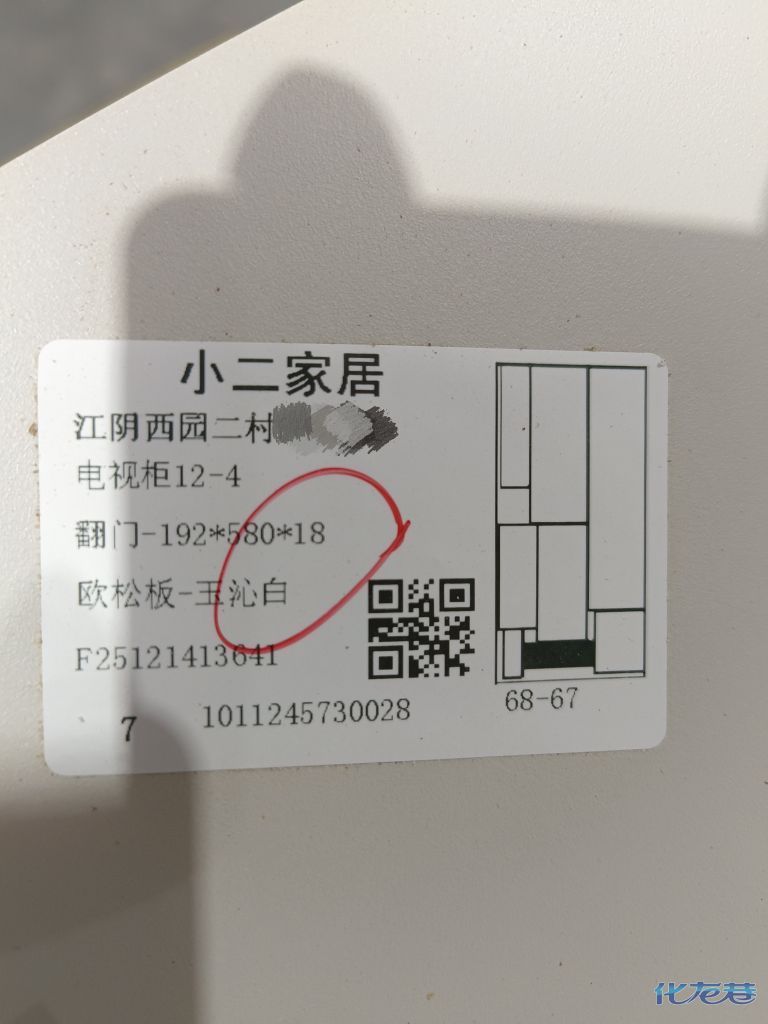 小二家居
江阴西园二村
电视柜12-4
翻门-192*580*18
欧松板-玉沁白
F25121413641
7 1011245730028
68-67
化龙巷